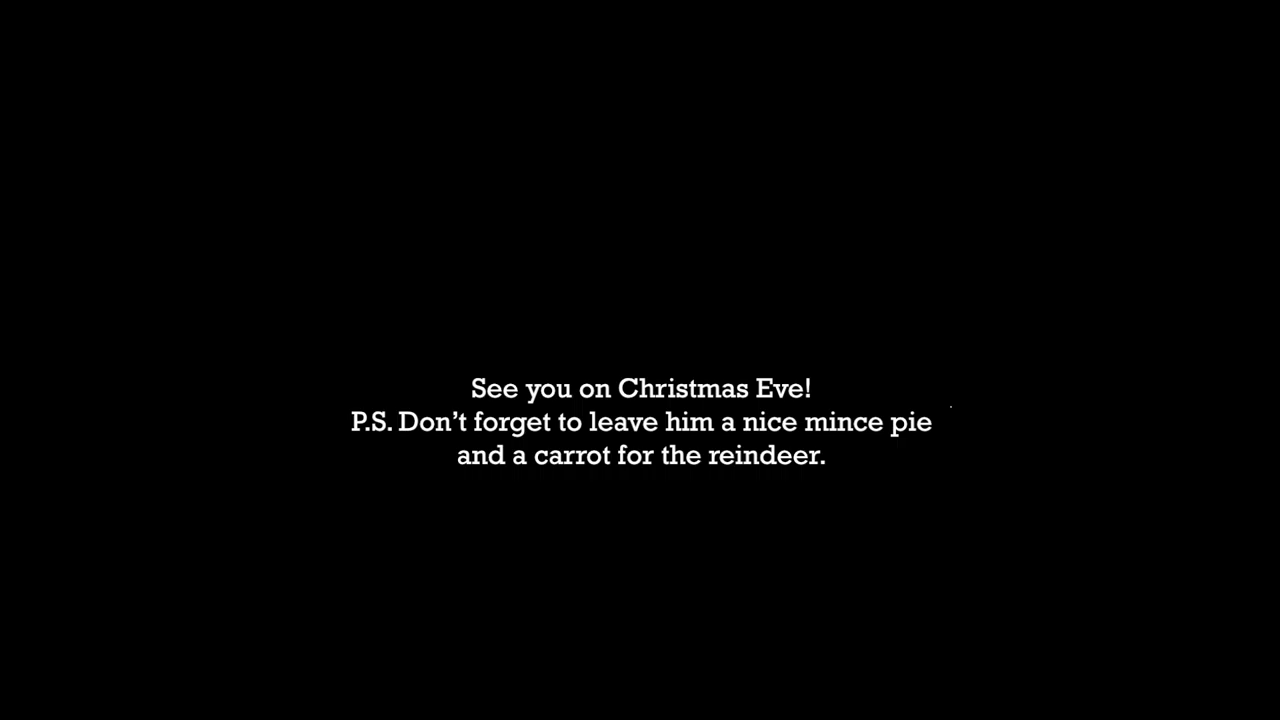 See you on Christmas Eve!
P.S. Don’t forget to leave him a nice mince pie
and a carrot for the reindeer.